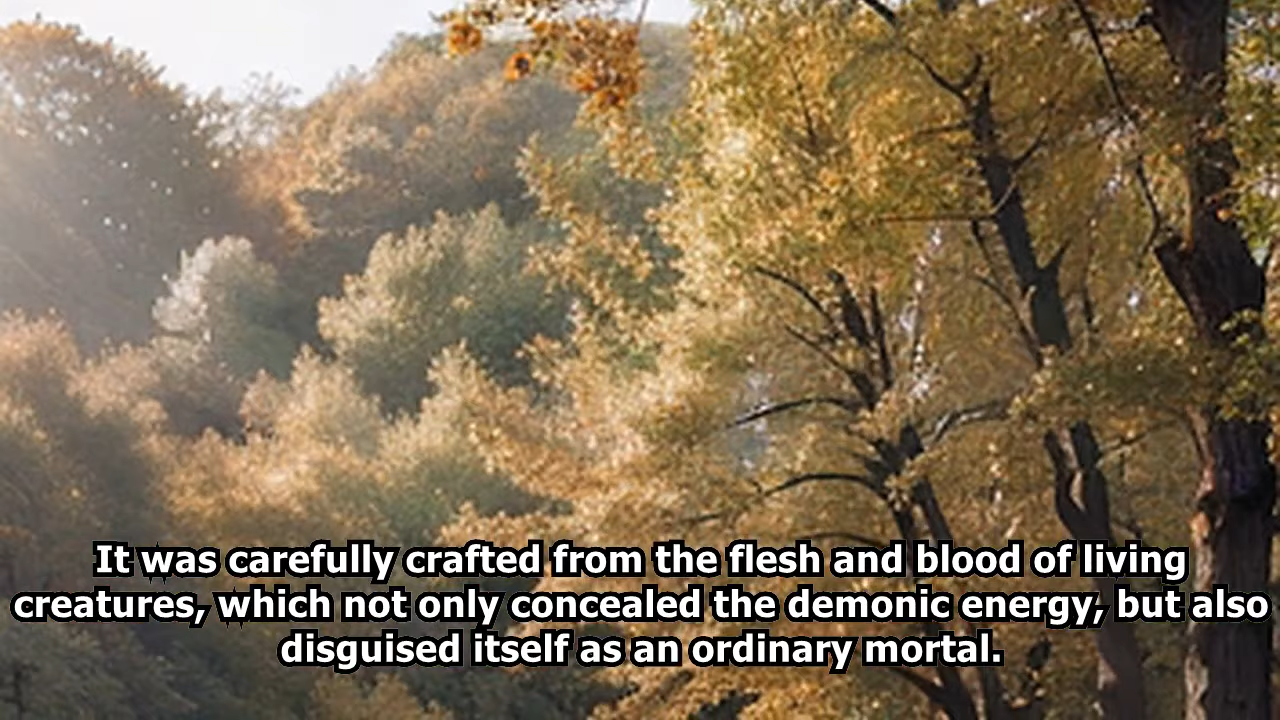 It was carefully crafted from the flesh and blood of living
creatures, which not only concealed the demonic energy, but also
disguised itself as an ordinary mortal.